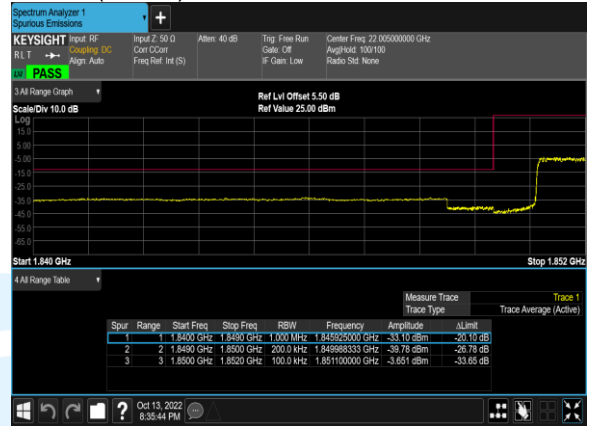 Spectrum Analyzer 1
Spurious Emissions
KEYSIGHT Input: RF Input Z: 50 Ω Atten: 40 dB Trig: Free Run Center Freq: 22.005000000 GHz
RLT Coupling: DC Corr CCorr Gate: Off Avg|Hold: 100/100
Align: Auto Freq Ref: Int (S) IF Gain: Low Radio Std: None
PASS
3 All Range Graph
Ref Lvl Offset 5.50 dB
Scale/Div 10.0 dB Ref Value 25.00 dBm
Log
15.0
5.00
-5.00
-15.0
-25.0
-35.0
-45.0
-55.0
-65.0
Start 1.840 GHz Stop 1.852 GHz
4 All Range Table
Measure Trace Trace 1
Trace Type Trace Average (Active)
Spur Range Start Freq Stop Freq RBW Frequency Amplitude ΔLimit
1 1 1.8400 GHz 1.8490 GHz 1.000 MHz 1.845925000 GHz -33.10 dBm -20.10 dB
2 2 1.8490 GHz 1.8500 GHz 200.0 kHz 1.849988333 GHz -39.78 dBm -26.78 dB
3 3 1.8500 GHz 1.8520 GHz 100.0 kHz 1.851100000 GHz -3.651 dBm -33.65 dB
Oct 13, 2022
8:35:44 PM